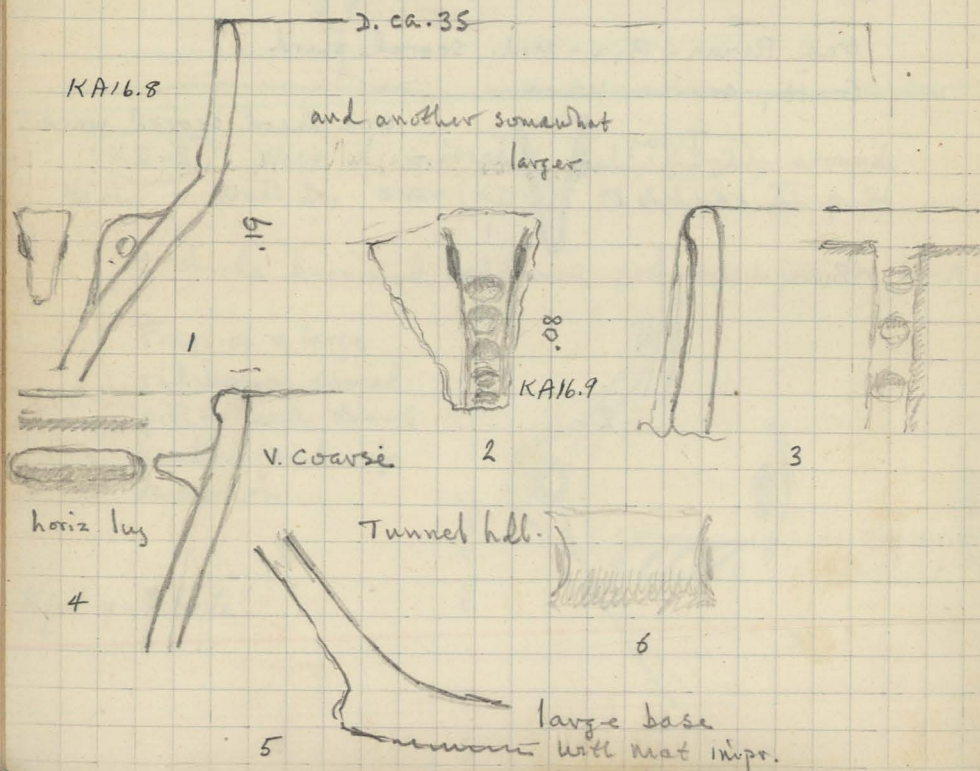 D. ca. 35
KA16.8
and another somewhat
larger
.19
1
.08
KA16.9
2
3
V. Coarse
horiz lug
4
Tunnel hdl.
6
large base
with mat impr.
5